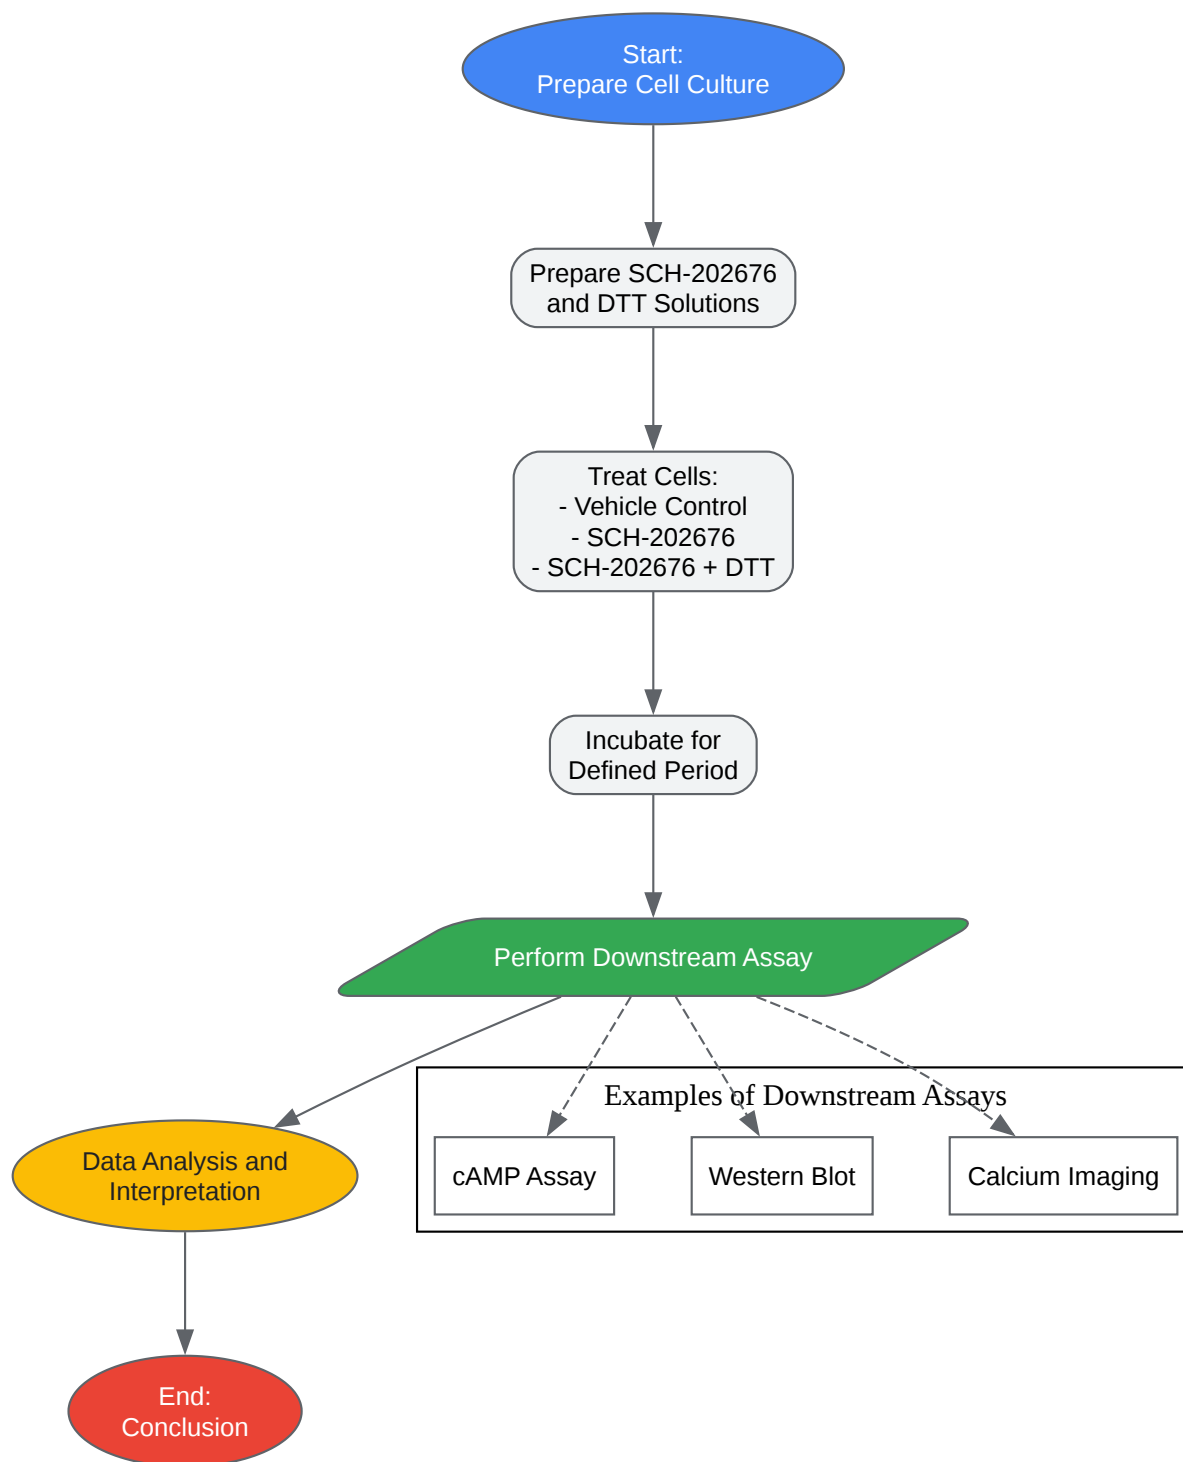 Start:
Prepare Cell Culture
Prepare SCH-202676
and DTT Solutions
Treat Cells:
- Vehicle Control
- SCH-202676
- SCH-202676 + DTT
Incubate for
Defined Period
Perform Downstream Assay
Examples of Downstream Assays
Data Analysis and
Interpretation
cAMP Assay
Western Blot
Calcium Imaging
End:
Conclusion